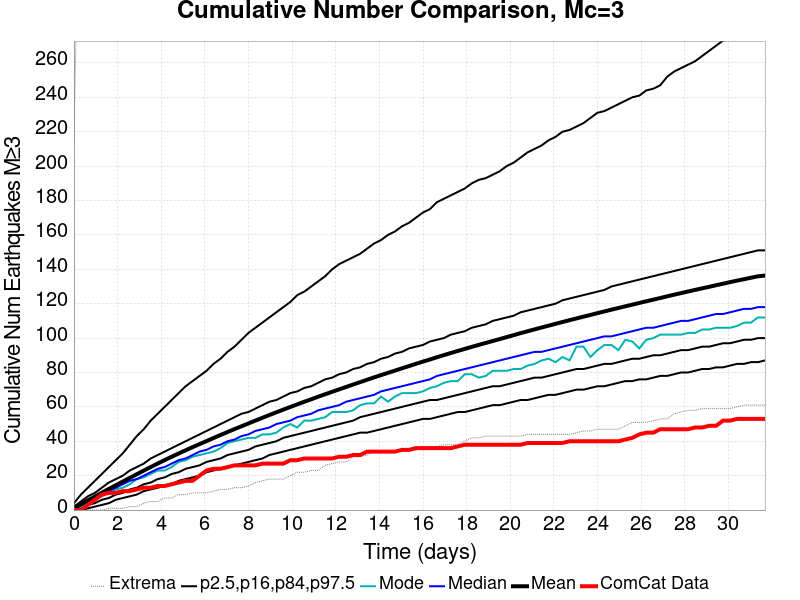 Cumulative Number Comparison, Mc=3
Cumulative Num Earthquakes M≥3
260
240
220
200
180
160
140
120
100
80
60
40
20
0
0 2 4 6 8 10 12 14 16 18 20 22 24 26 28 30
Time (days)
Extrema p2.5,p16,p84,p97.5 Mode Median Mean ComCat Data